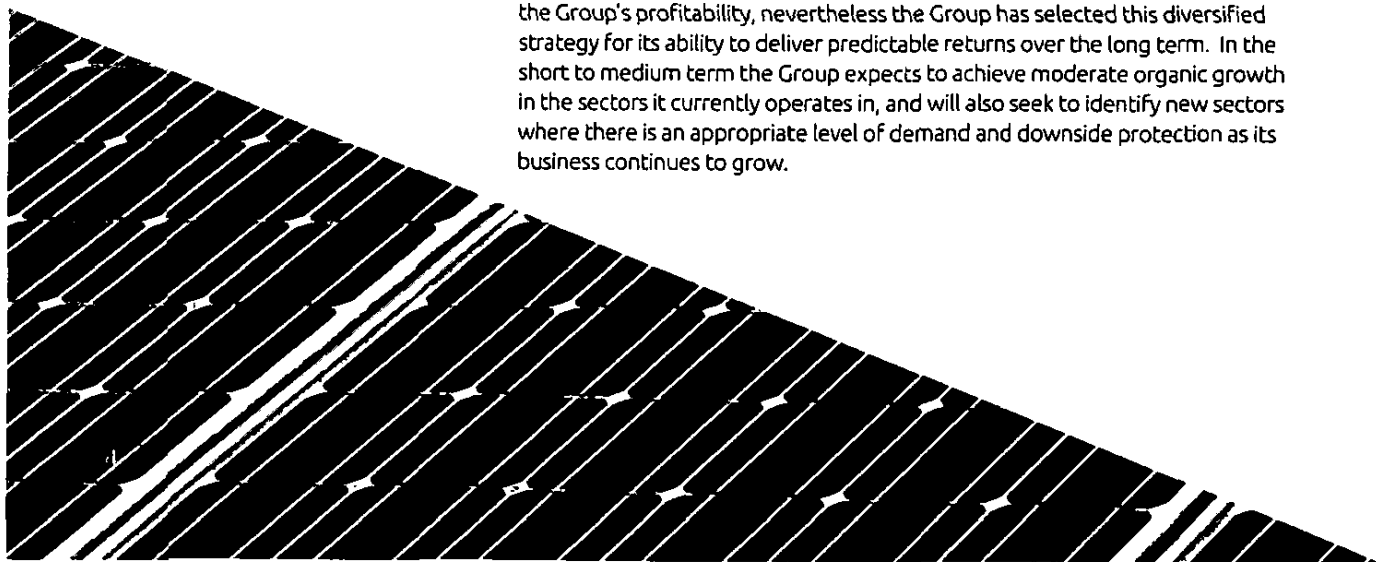 the Group's profitability, nevertheless the Group has selected this diversified
strategy for its ability to deliver predictable returns over the long term. In the
short to medium term the Group expects to achieve moderate organic growth
in the sectors it currently operates in, and will also seek to identify new sectors
where there is an appropriate level of demand and downside protection as its
business continues to grow.